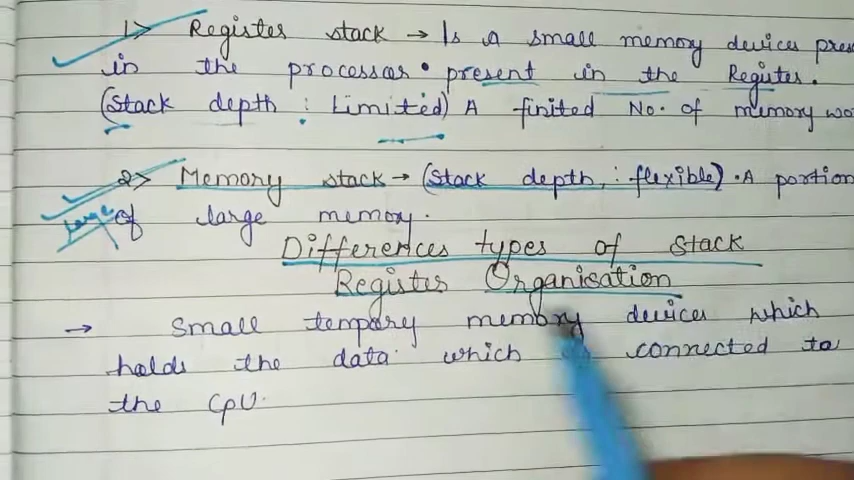 1> Register stack → Is a small memory devices pres
in the processor. present in the Register.
(Stack depth : Limited) A finited No. of memory wo
2> Memory stack → (Stack depth, : flexible). A portion
large of large memory.
Differences types of Stack
Register Organisation
→ Small tempary memory devices which
holds the data. which connected to
the CPU.